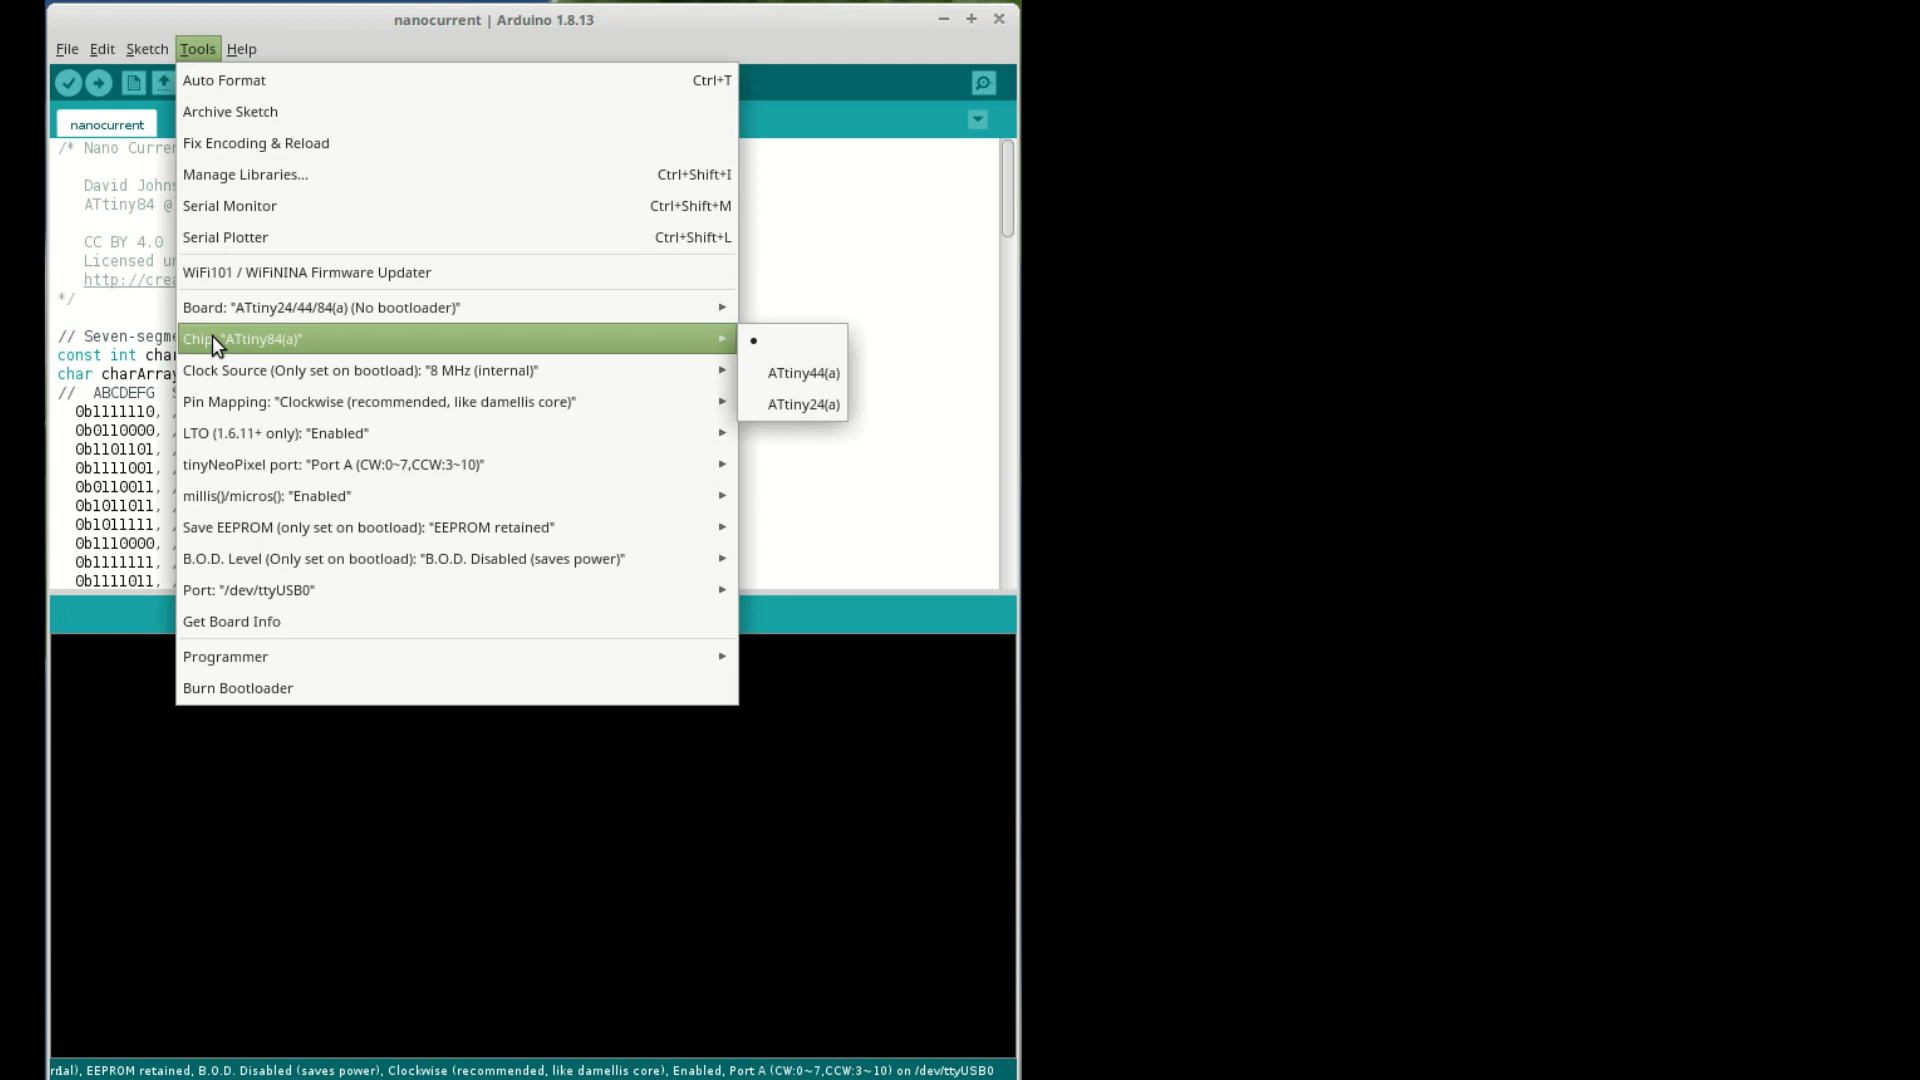 nanocurrent | Arduino 1.8.13
File Edit Sketch Tools Help
nanocurrent
/* Nano Curre
David Johns
ATtiny84 @
CC BY 4.0
Licensed u
http://crea
*/
// Seven-segme
const int cha
char charArray
// ABCDEFG
0b1111110, /
0b0110000, /
0b1101101, /
0b1111001, /
0b0110011, /
0b1011011, /
0b1011111, /
0b1110000, /
0b1111111, /
0b1111011, /
Auto Format Ctrl+T
Archive Sketch
Fix Encoding & Reload
Manage Libraries... Ctrl+Shift+I
Serial Monitor Ctrl+Shift+M
Serial Plotter Ctrl+Shift+L
WiFi101 / WiFiNINA Firmware Updater
Board: "ATtiny24/44/84(a) (No bootloader)"
Chip "ATtiny84(a)"
Clock Source (Only set on bootload): "8 MHz (internal)"
Pin Mapping: "Clockwise (recommended, like damellis core)"
LTO (1.6.11+ only): "Enabled"
tinyNeoPixel port: "Port A (CW:0~7,CCW:3~10)"
millis()/micros(): "Enabled"
Save EEPROM (only set on bootload): "EEPROM retained"
B.O.D. Level (Only set on bootload): "B.O.D. Disabled (saves power)"
Port: "/dev/ttyUSB0"
Get Board Info
Programmer
Burn Bootloader
ATtiny44(a)
ATtiny24(a)
nal), EEPROM retained, B.O.D. Disabled (saves power), Clockwise (recommended, like damellis core), Enabled, Port A (CW:0~7,CCW:3~10) on /dev/ttyUSB0